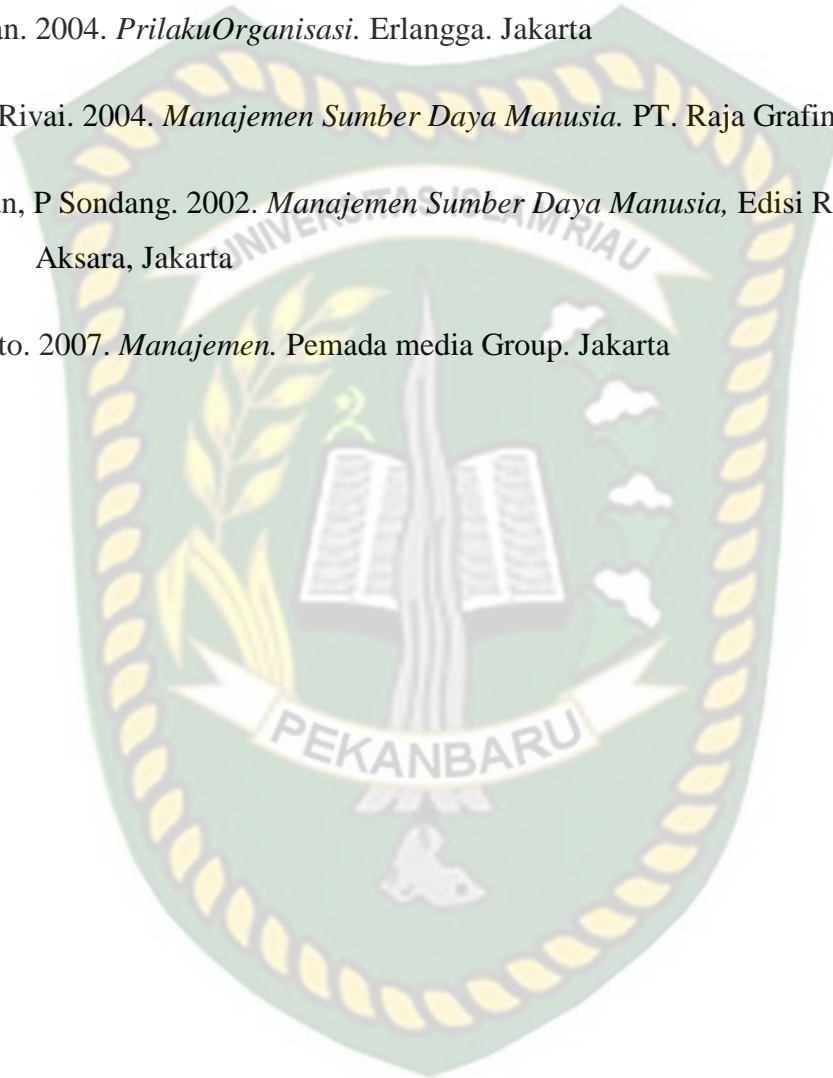 an. 2004. PrilakuOrganisasi. Erlangga. Jakarta
Rivai. 2004. Manajemen Sumber Daya Manusia. PT. Raja Grafin
n, P Sondang. 2002. Manajemen Sumber Daya Manusia, Edisi R
Aksara, Jakarta
UNIVERSITAS ISLAM RIAU
to. 2007. Manajemen. Pemada media Group. Jakarta
PEKANBARU